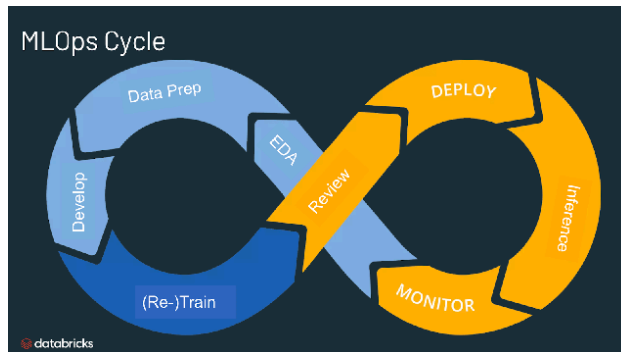 MLOps Cycle
Data Prep
DEPLOY
EDA
Develop
Review
Inference
(Re-)Train
MONITOR
databricks